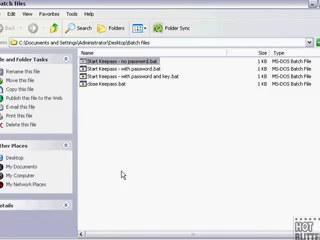 Batch files
File Edit View Favorites Tools Help
Search Folders Folder Sync
C:\Documents and Settings\Administrator\Desktop\Batch files
File and Folder Tasks
Rename this file
Move this file
Copy this file
Publish this file to the Web
E-mail this file
Print this file
Delete this file
Other Places
Desktop
My Documents
My Computer
My Network Places
Details
Name Size Type
Start Keepass - no password.bat 1 KB MS-DOS Batch File
Start Keepass - with password.bat 1 KB MS-DOS Batch File
Start Keepass - with password and key.bat 1 KB MS-DOS Batch File
close Keepass.bat 1 KB MS-DOS Batch File
HOT
BUTTE